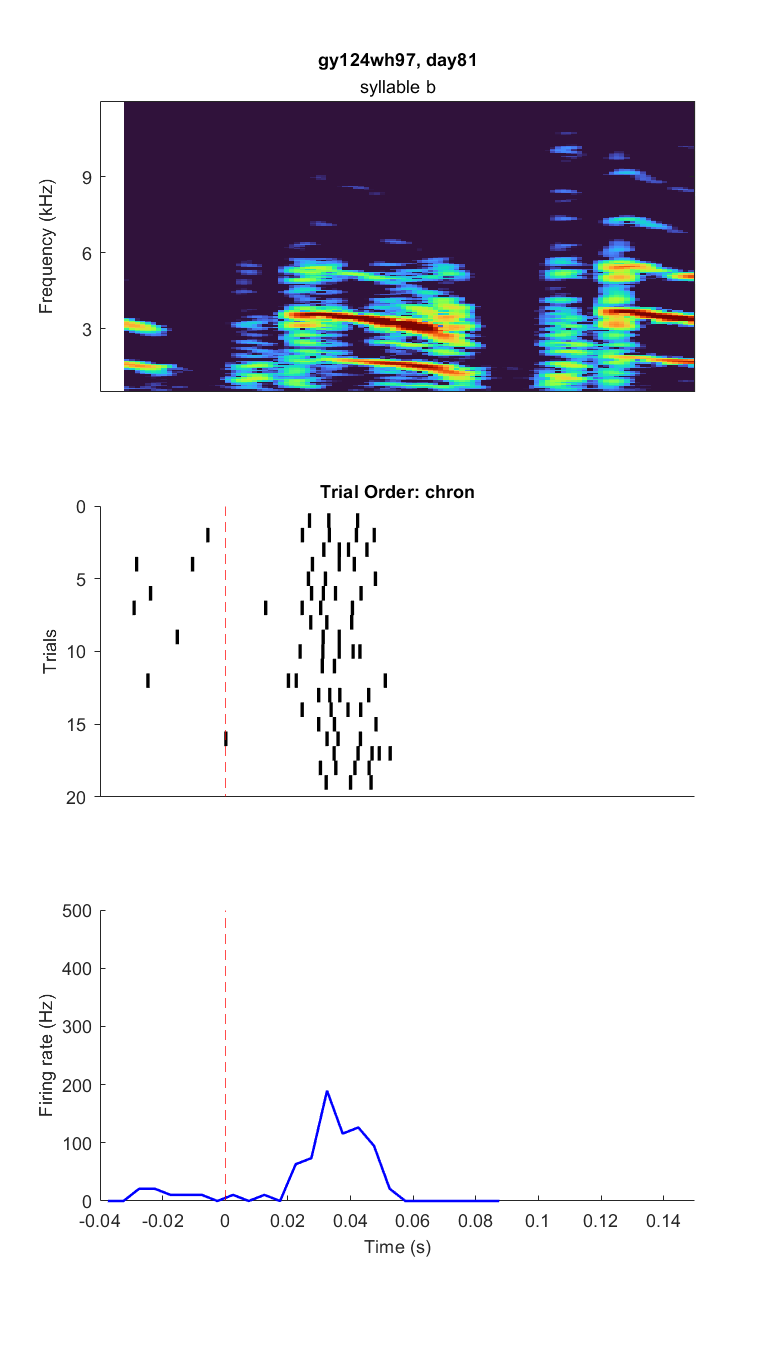 gy124wh97, day81
syllable b
9
6
3
Frequency (kHz)
Trial Order: chron
0
5
10
15
20
Trials
500
400
300
200
100
0
Firing rate (Hz)
-0.04 -0.02 0 0.02 0.04 0.06 0.08 0.1 0.12 0.14
Time (s)